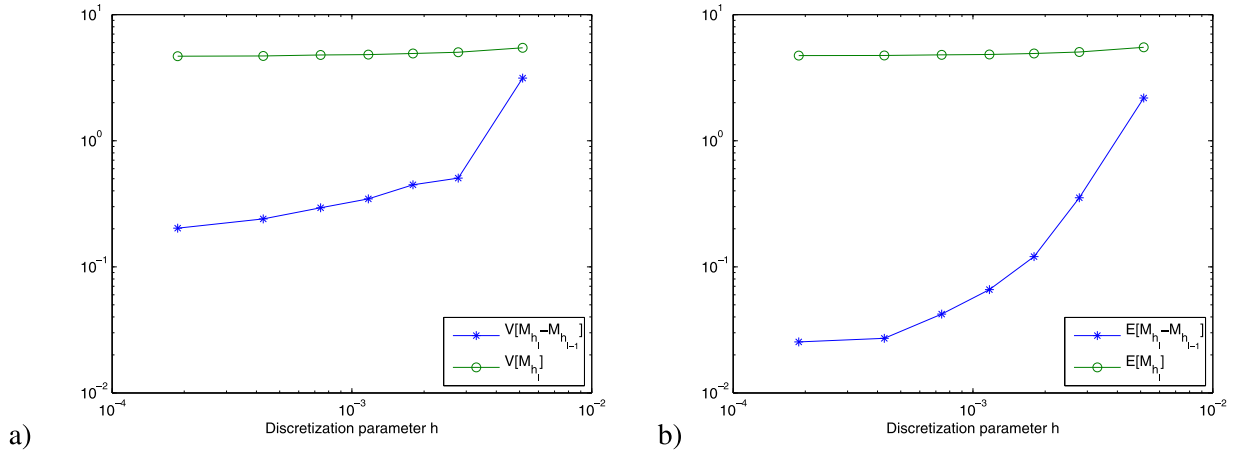 10^1
10^0
10^-1
10^-2
10^-4
10^-3
10^-2
Discretization parameter h
V[M_{h_l}-M_{h_{l-1}}]
V[M_{h_l}]
a)
10^1
10^0
10^-1
10^-2
10^-4
10^-3
10^-2
Discretization parameter h
E[M_{h_l}-M_{h_{l-1}}]
E[M_{h_l}]
b)